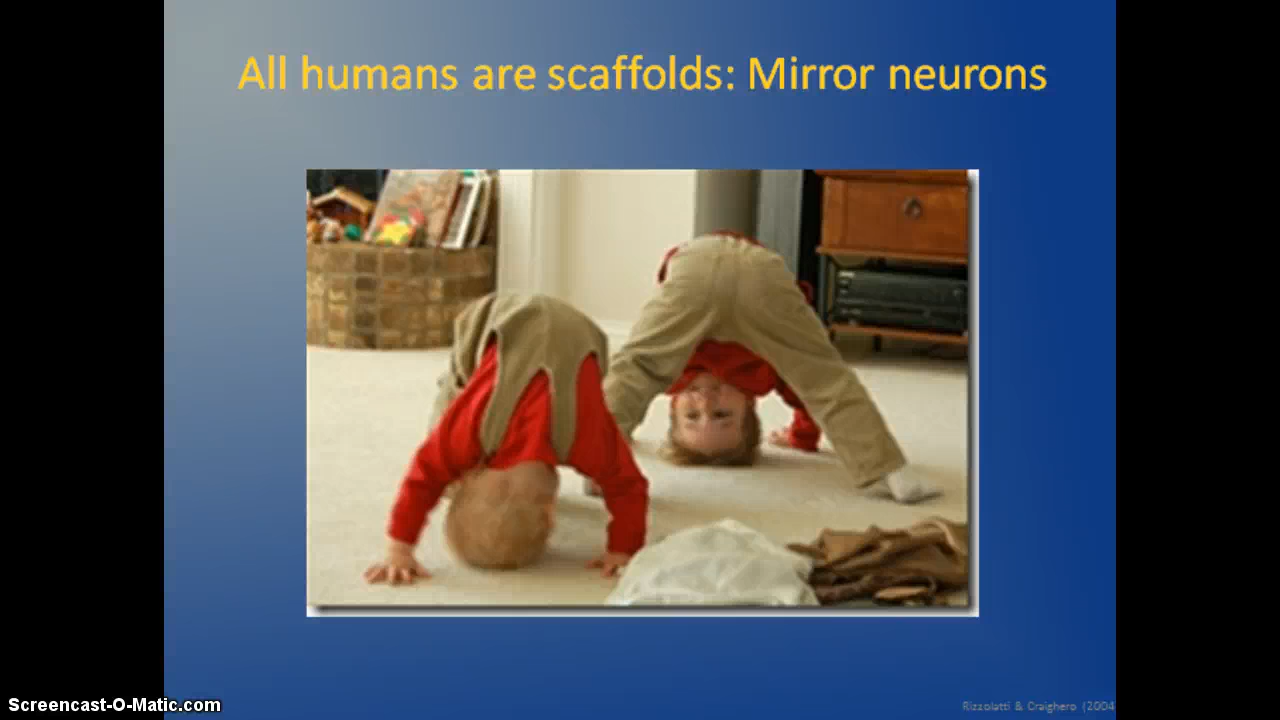 All humans are scaffolds: Mirror neurons
Rizzolatti & Craighero (2004
Screencast-O-Matic.com